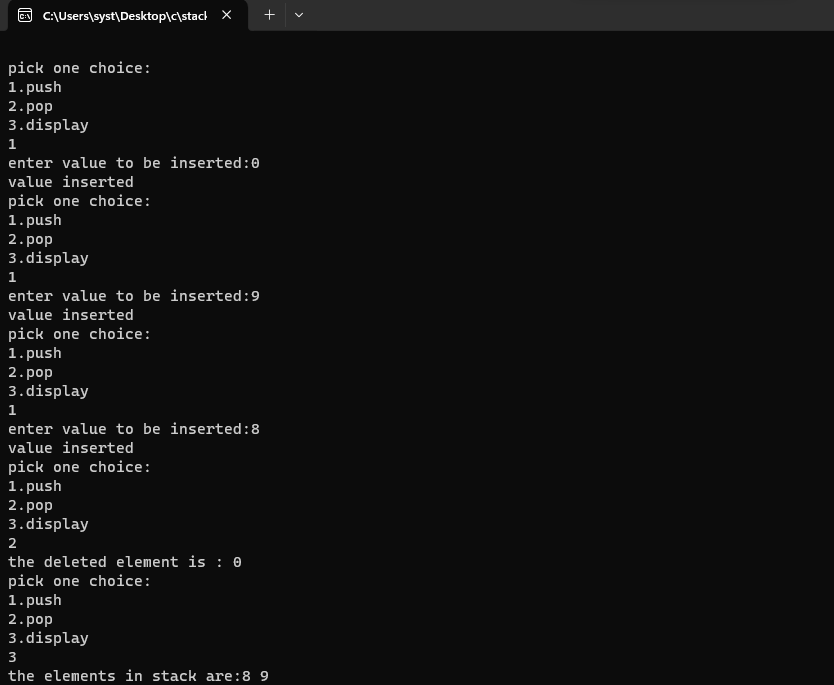 C:\Users\syst\Desktop\c\stack
pick one choice:
1.push
2.pop
3.display
1
enter value to be inserted:0
value inserted
pick one choice:
1.push
2.pop
3.display
1
enter value to be inserted:9
value inserted
pick one choice:
1.push
2.pop
3.display
1
enter value to be inserted:8
value inserted
pick one choice:
1.push
2.pop
3.display
2
the deleted element is : 0
pick one choice:
1.push
2.pop
3.display
3
the elements in stack are:8 9